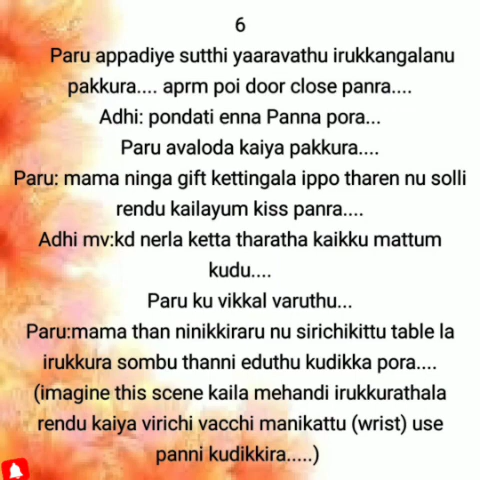 6
Paru appadiye sutthi yaaravathu irukkangalanu
pakkura.... aprm poi door close panra....
Adhi: pondati enna Panna pora...
Paru avaloda kaiya pakkura....
Paru: mama ninga gift kettingala ippo tharen nu solli
rendu kailayum kiss panra....
Adhi mv:kd nerla ketta tharatha kaikku mattum
kudu....
Paru ku vikkal varuthu...
Paru:mama than ninikkiraru nu sirichikittu table la
irukkura sombu thanni eduthu kudikka pora....
(imagine this scene kaila mehandi irukkurathala
rendu kaiya virichi vacchi manikattu (wrist) use
panni kudikkira.....)